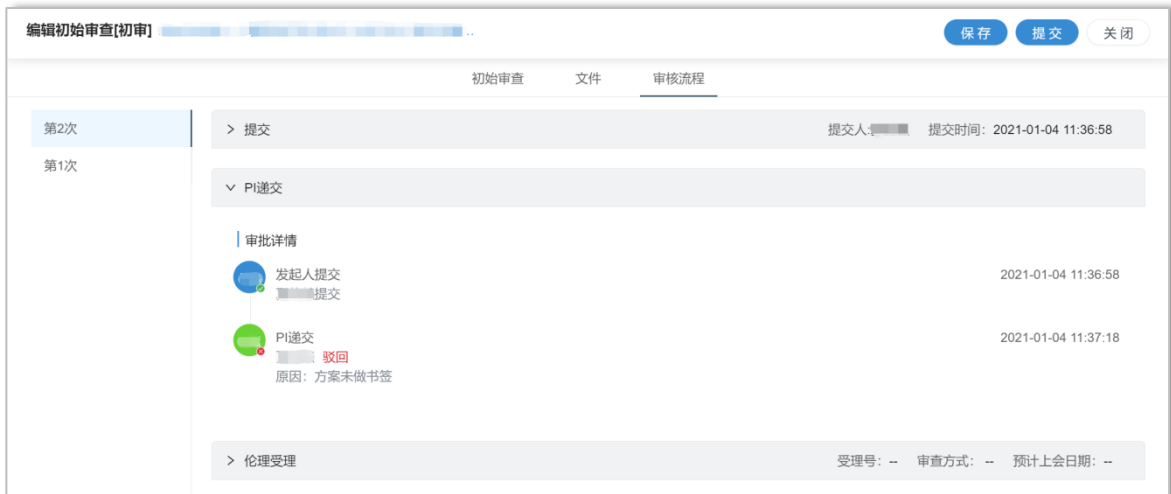 编辑初始审查[初审] ..
保存 提交 关闭
初始审查 文件 审核流程
第2次
第1次
提交 提交人: 提交时间：2021-01-04 11:36:58
PI递交
审批详情
发起人提交 2021-01-04 11:36:58
提交
PI递交 2021-01-04 11:37:18
驳回
原因：方案未做书签
伦理受理 受理号：-- 审查方式：-- 预计上会日期：--